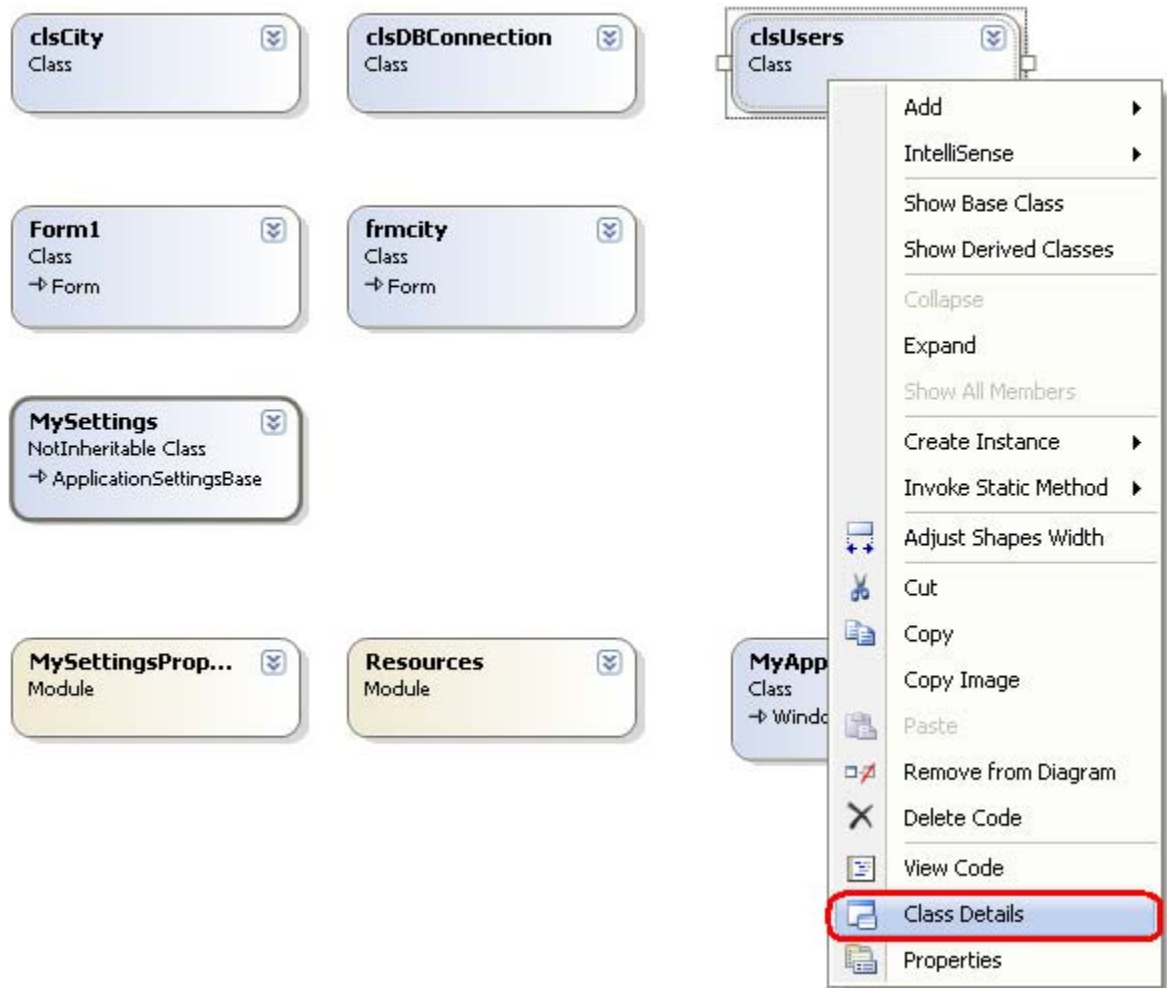 clsCity
Class
clsDBConnection
Class
clsUsers
Class
Form1
Class
Form
frmcity
Class
Form
MySettings
NotInheritable Class
ApplicationSettingsBase
MySettingsProp...
Module
Resources
Module
MyApp
Class
Windo
Add
IntelliSense
Show Base Class
Show Derived Classes
Collapse
Expand
Show All Members
Create Instance
Invoke Static Method
Adjust Shapes Width
Cut
Copy
Copy Image
Paste
Remove from Diagram
Delete Code
View Code
Class Details
Properties